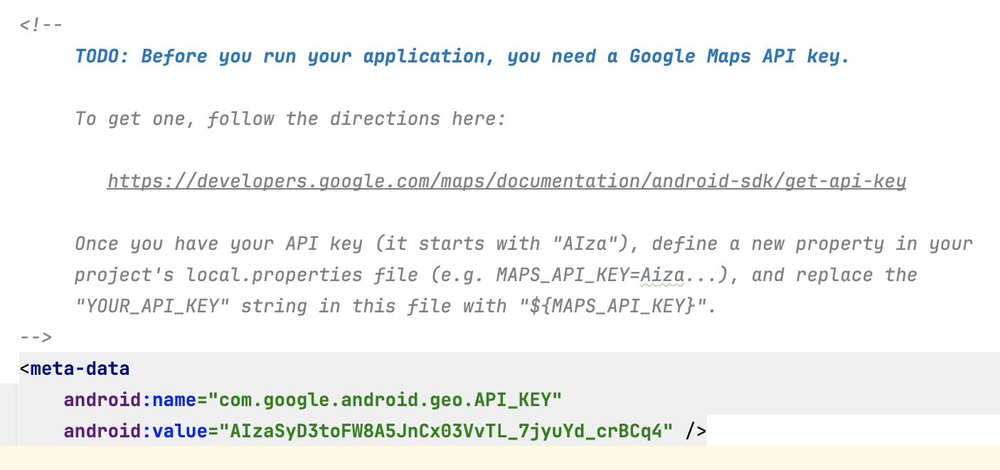 <!--
TODO: Before you run your application, you need a Google Maps API key.
To get one, follow the directions here:
https://developers.google.com/maps/documentation/android-sdk/get-api-key
Once you have your API key (it starts with "AIza"), define a new property in your
project's local.properties file (e.g. MAPS_API_KEY=Aiza...), and replace the
"YOUR_API_KEY" string in this file with "${MAPS_API_KEY}".
-->
<meta-data
android:name="com.google.android.geo.API_KEY"
android:value="AIzaSyD3toFW8A5JnCx03VvTL_7jyuYd_crBCq4" />